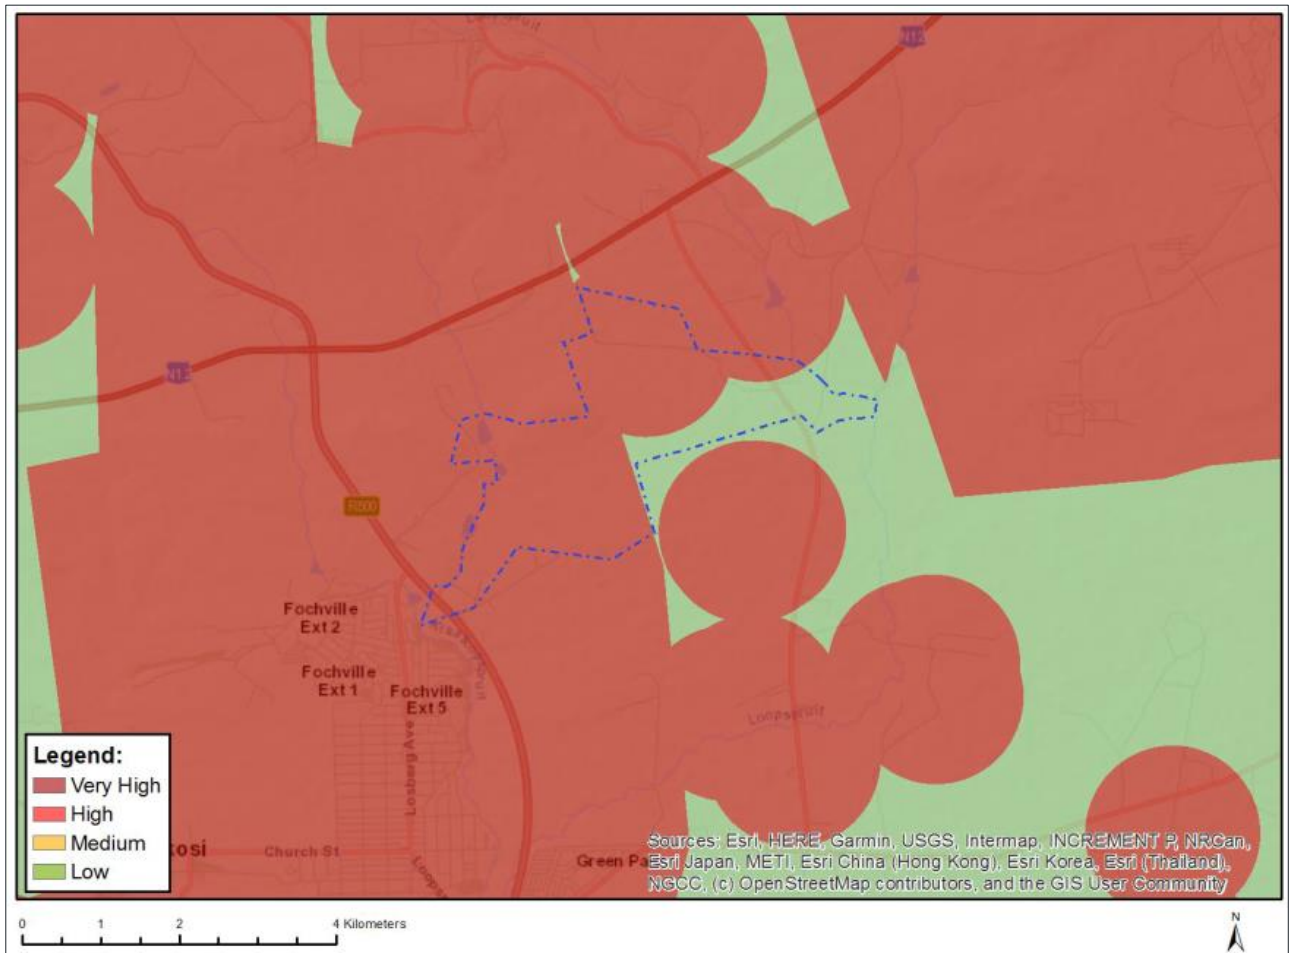 N12
N12
R500
Fochville
Ext 2
Fochville
Ext 1
Fochville
Ext 5
Losberg Ave
Loopspruit
Church St
Legend:
Very High
High
Medium
Low
Sources: Esri, HERE, Garmin, USGS, Intermap, INCREMENT P, NRCan,
Esri Japan, METI, Esri China (Hong Kong), Esri Korea, Esri (Thailand),
NGCC, (c) OpenStreetMap contributors, and the GIS User Community
Green Pa
kosi
Loops
0 1 2 4 Kilometers
N